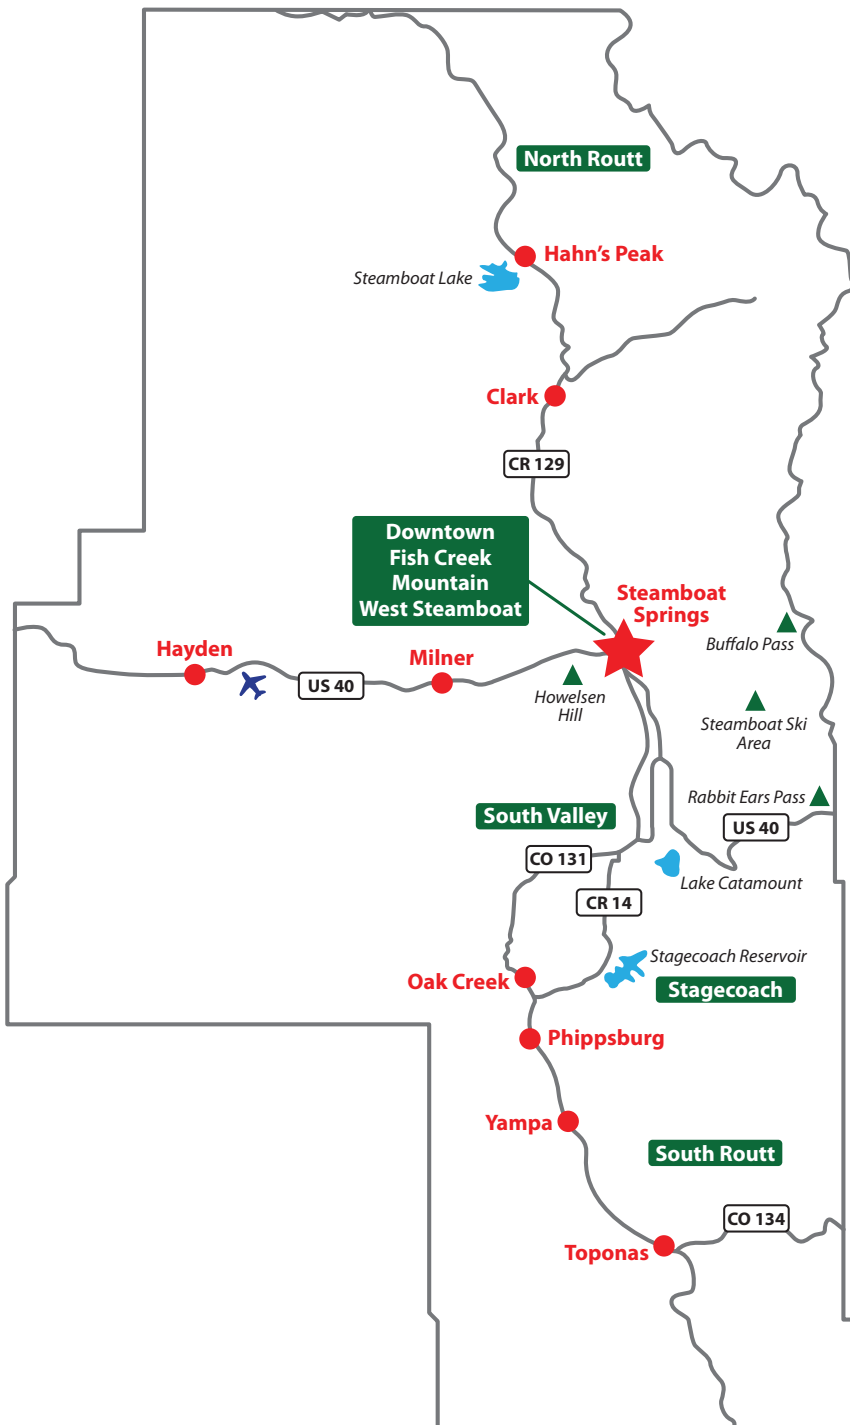 North Routt
Hahn's Peak
Steamboat Lake
Clark
CR 129
Downtown
Fish Creek
Mountain
West Steamboat
Steamboat
Springs
Buffalo Pass
Hayden
Milner
US 40
Howelsen
Hill
Steamboat Ski
Area
Rabbit Ears Pass
South Valley
US 40
CO 131
Lake Catamount
CR 14
Stagecoach Reservoir
Oak Creek
Stagecoach
Phippsburg
Yampa
South Routt
CO 134
Toponas